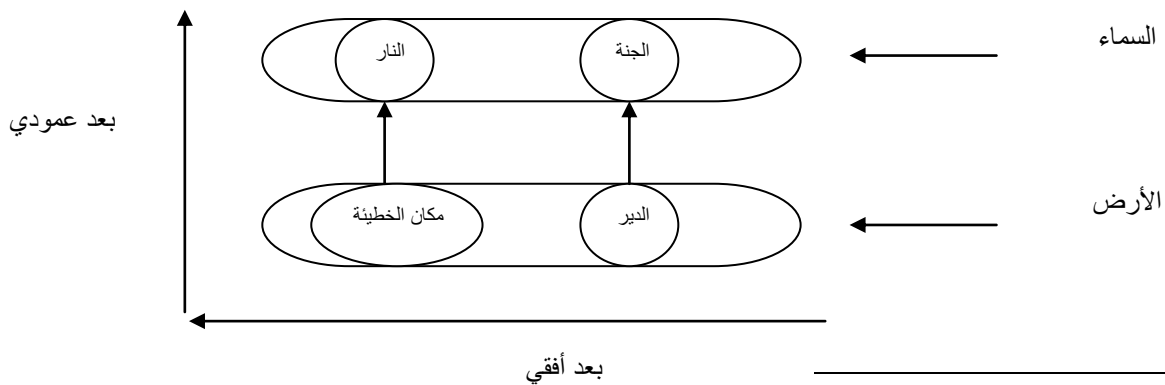 السماء
الجنة
النار
بعد عمودي
الأرض
الدير
مكان الخطيئة
بعد أفقي